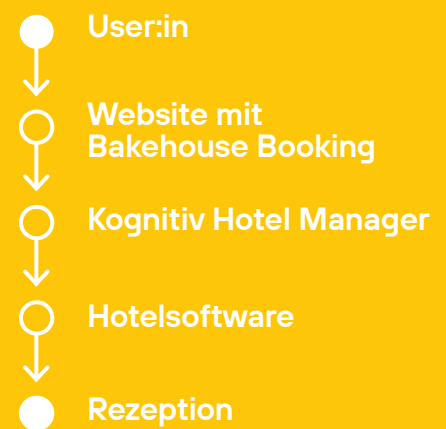 User:in
Website mit
Bakehouse Booking
Kognitiv Hotel Manager
Hotelsoftware
Rezeption